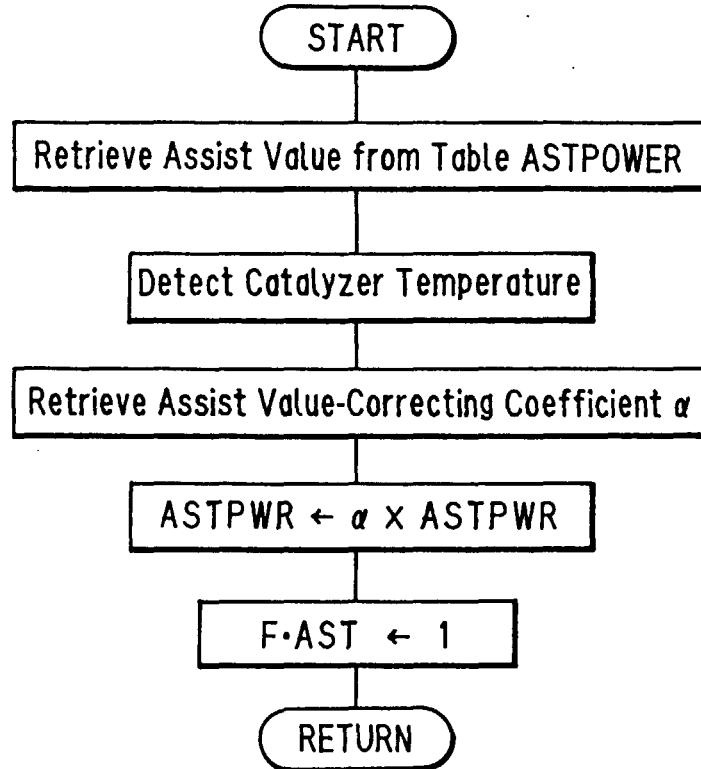 START
Retrieve Assist Value from Table ASTPOWER
Detect Catalyzer Temperature
Retrieve Assist Value-Correcting Coefficient α
ASTPWR ← α X ASTPWR
F·AST ← 1
RETURN